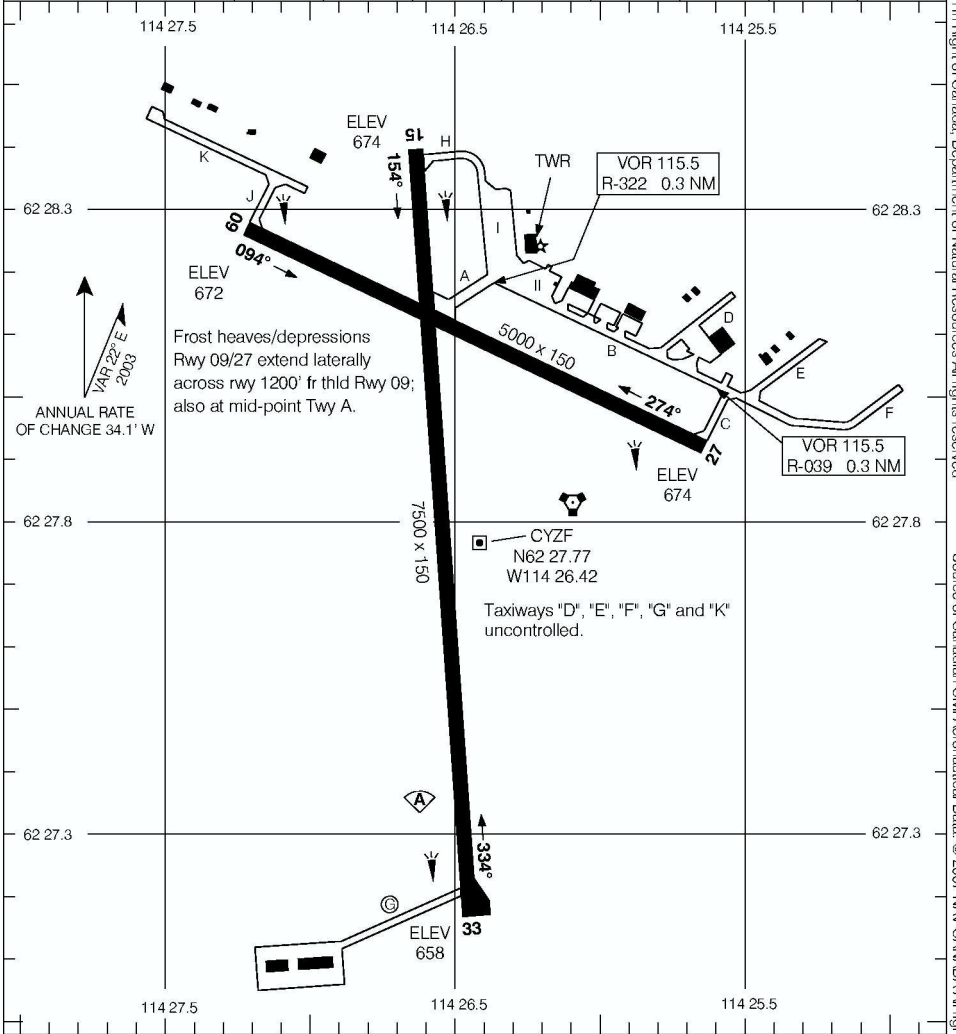 114 27.5
114 26.5
114 25.5
ELEV
674
15
H
154°
K
TWR
VOR 115.5
R-322 0.3 NM
J
62 28.3
62 28.3
09
I
094°
ELEV
672
A
II
D
VAR 22° E
2003
Frost heaves/depressions
Rwy 09/27 extend laterally
across rwy 1200' fr thld Rwy 09;
also at mid-point Twy A.
5000 x 150
B
E
ANNUAL RATE
OF CHANGE 34.1' W
274°
C
F
27
VOR 115.5
R-039 0.3 NM
ELEV
674
62 27.8
62 27.8
7500 x 150
CYZF
N62 27.77
W114 26.42
Taxiways "D", "E", "F", "G" and "K"
uncontrolled.
A
62 27.3
62 27.3
334°
G
33
ELEV
658
114 27.5
114 26.5
114 25.5